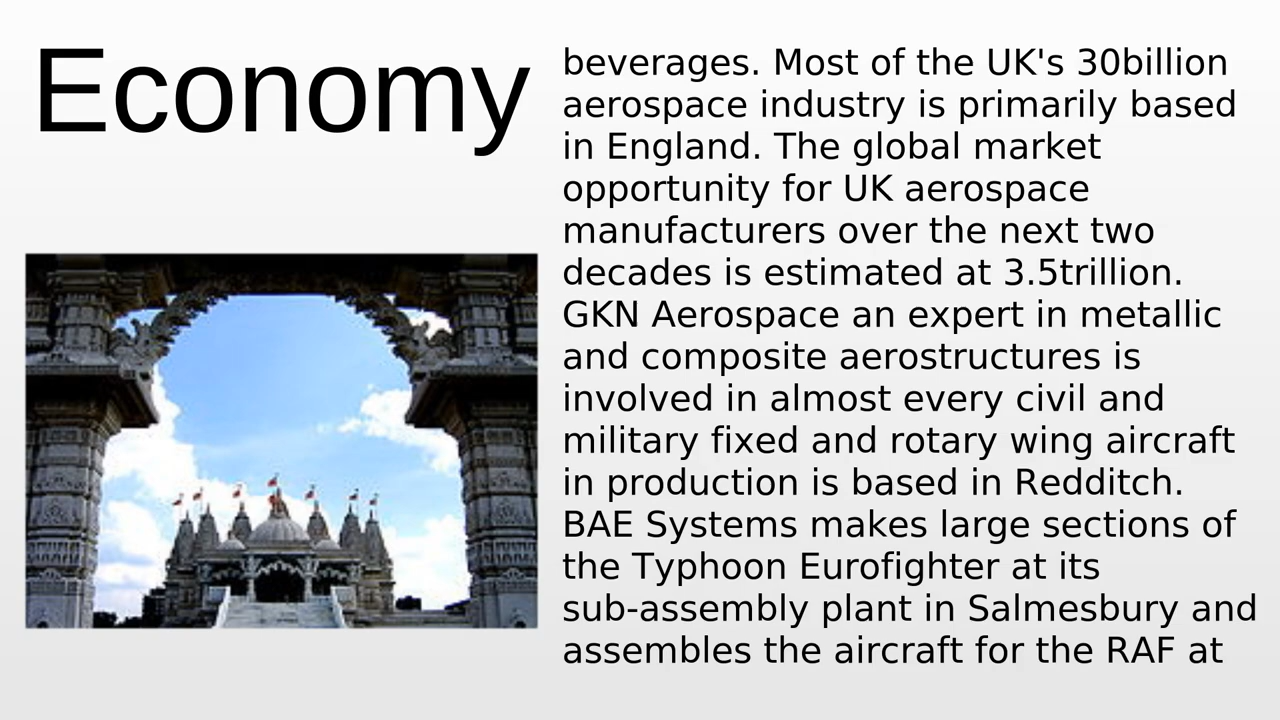 Economy
beverages. Most of the UK's 30billion
aerospace industry is primarily based
in England. The global market
opportunity for UK aerospace
manufacturers over the next two
decades is estimated at 3.5trillion.
GKN Aerospace an expert in metallic
and composite aerostructures is
involved in almost every civil and
military fixed and rotary wing aircraft
in production is based in Redditch.
BAE Systems makes large sections of
the Typhoon Eurofighter at its
sub-assembly plant in Salmesbury and
assembles the aircraft for the RAF at